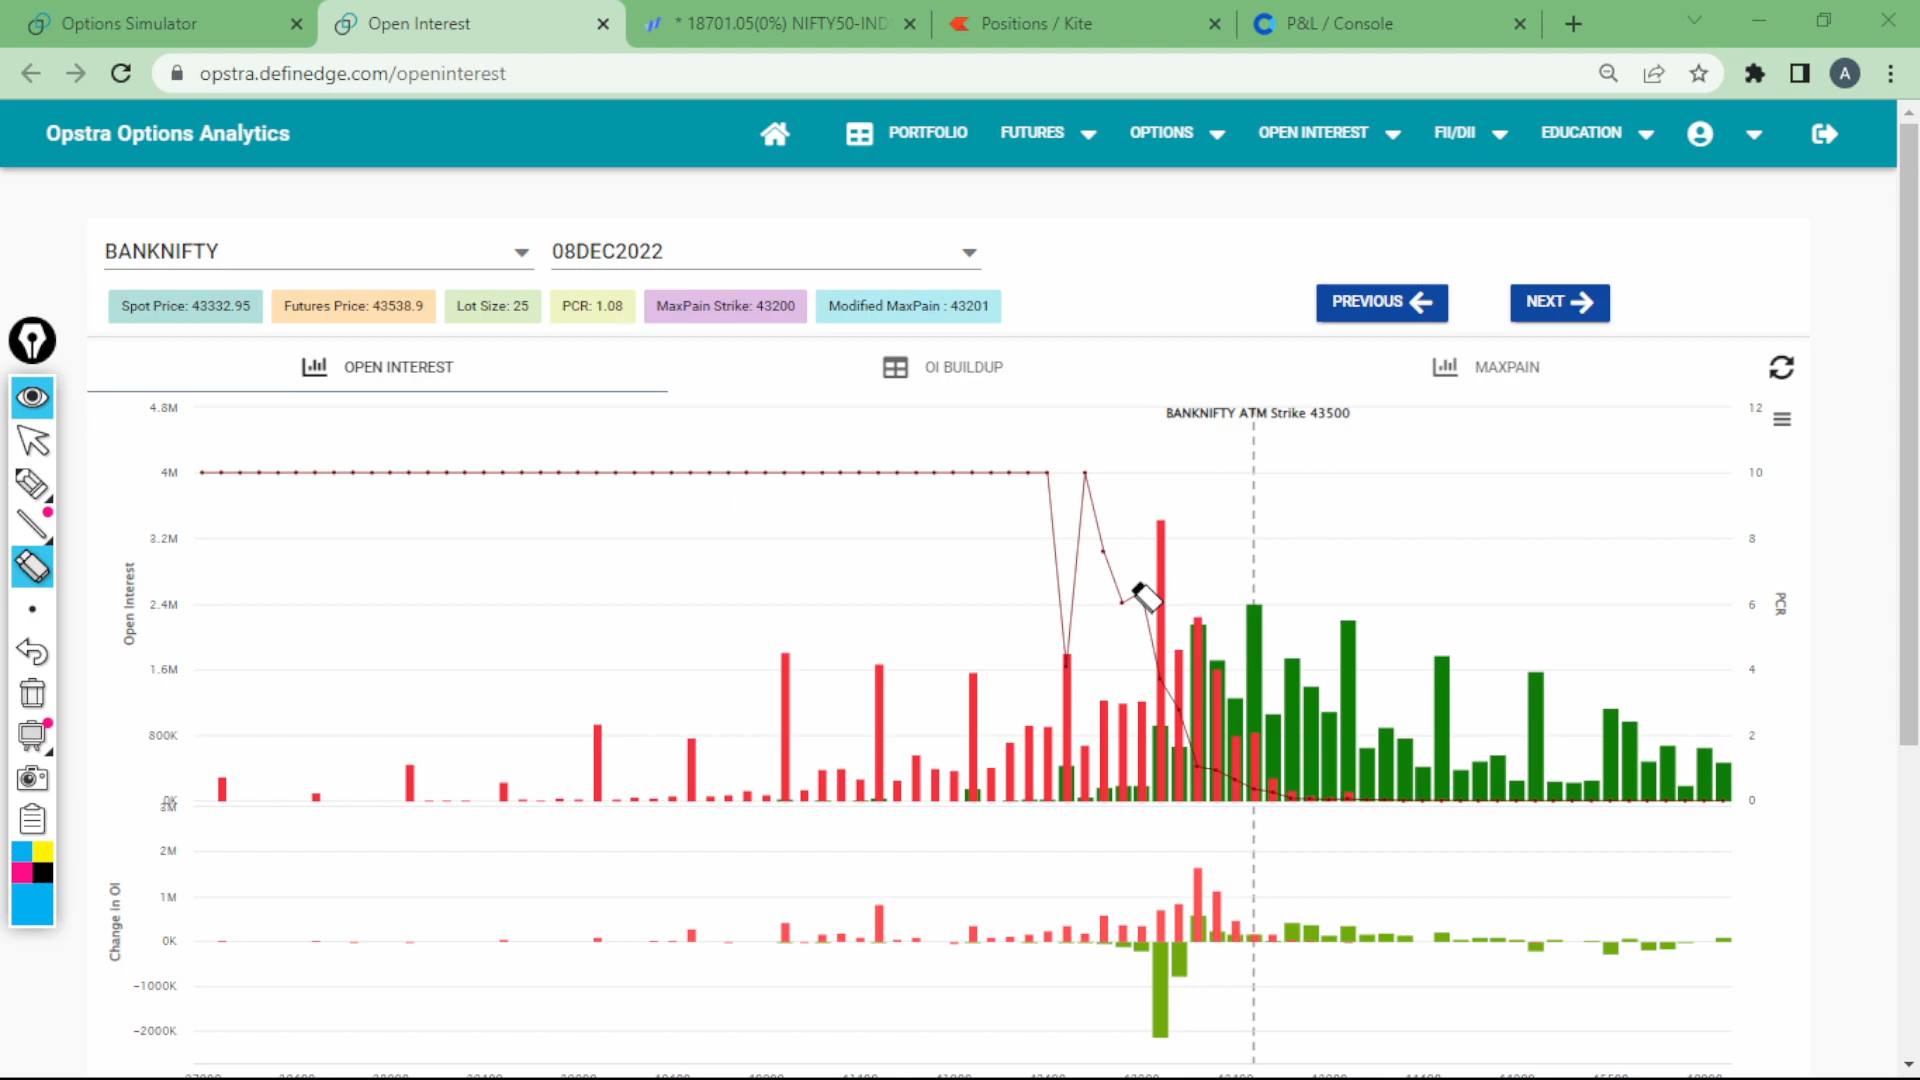 Options Simulator
Open Interest
* 18701.05(0%) NIFTY50-IND
Positions / Kite
P&L / Console
opstra.definedge.com/openinterest
A
Opstra Options Analytics
PORTFOLIO
FUTURES
OPTIONS
OPEN INTEREST
FII/DII
EDUCATION
BANKNIFTY
08DEC2022
Spot Price: 43332.95
Futures Price: 43538.9
Lot Size: 25
PCR: 1.08
MaxPain Strike: 43200
Modified MaxPain : 43201
PREVIOUS
NEXT
OPEN INTEREST
OI BUILDUP
MAXPAIN
BANKNIFTY ATM Strike 43500
4.8M
4M
3.2M
2.4M
1.6M
800K
0K
Open Interest
12
10
8
6
4
2
0
PCR
3M
2M
1M
0K
-1000K
-2000K
Change in OI